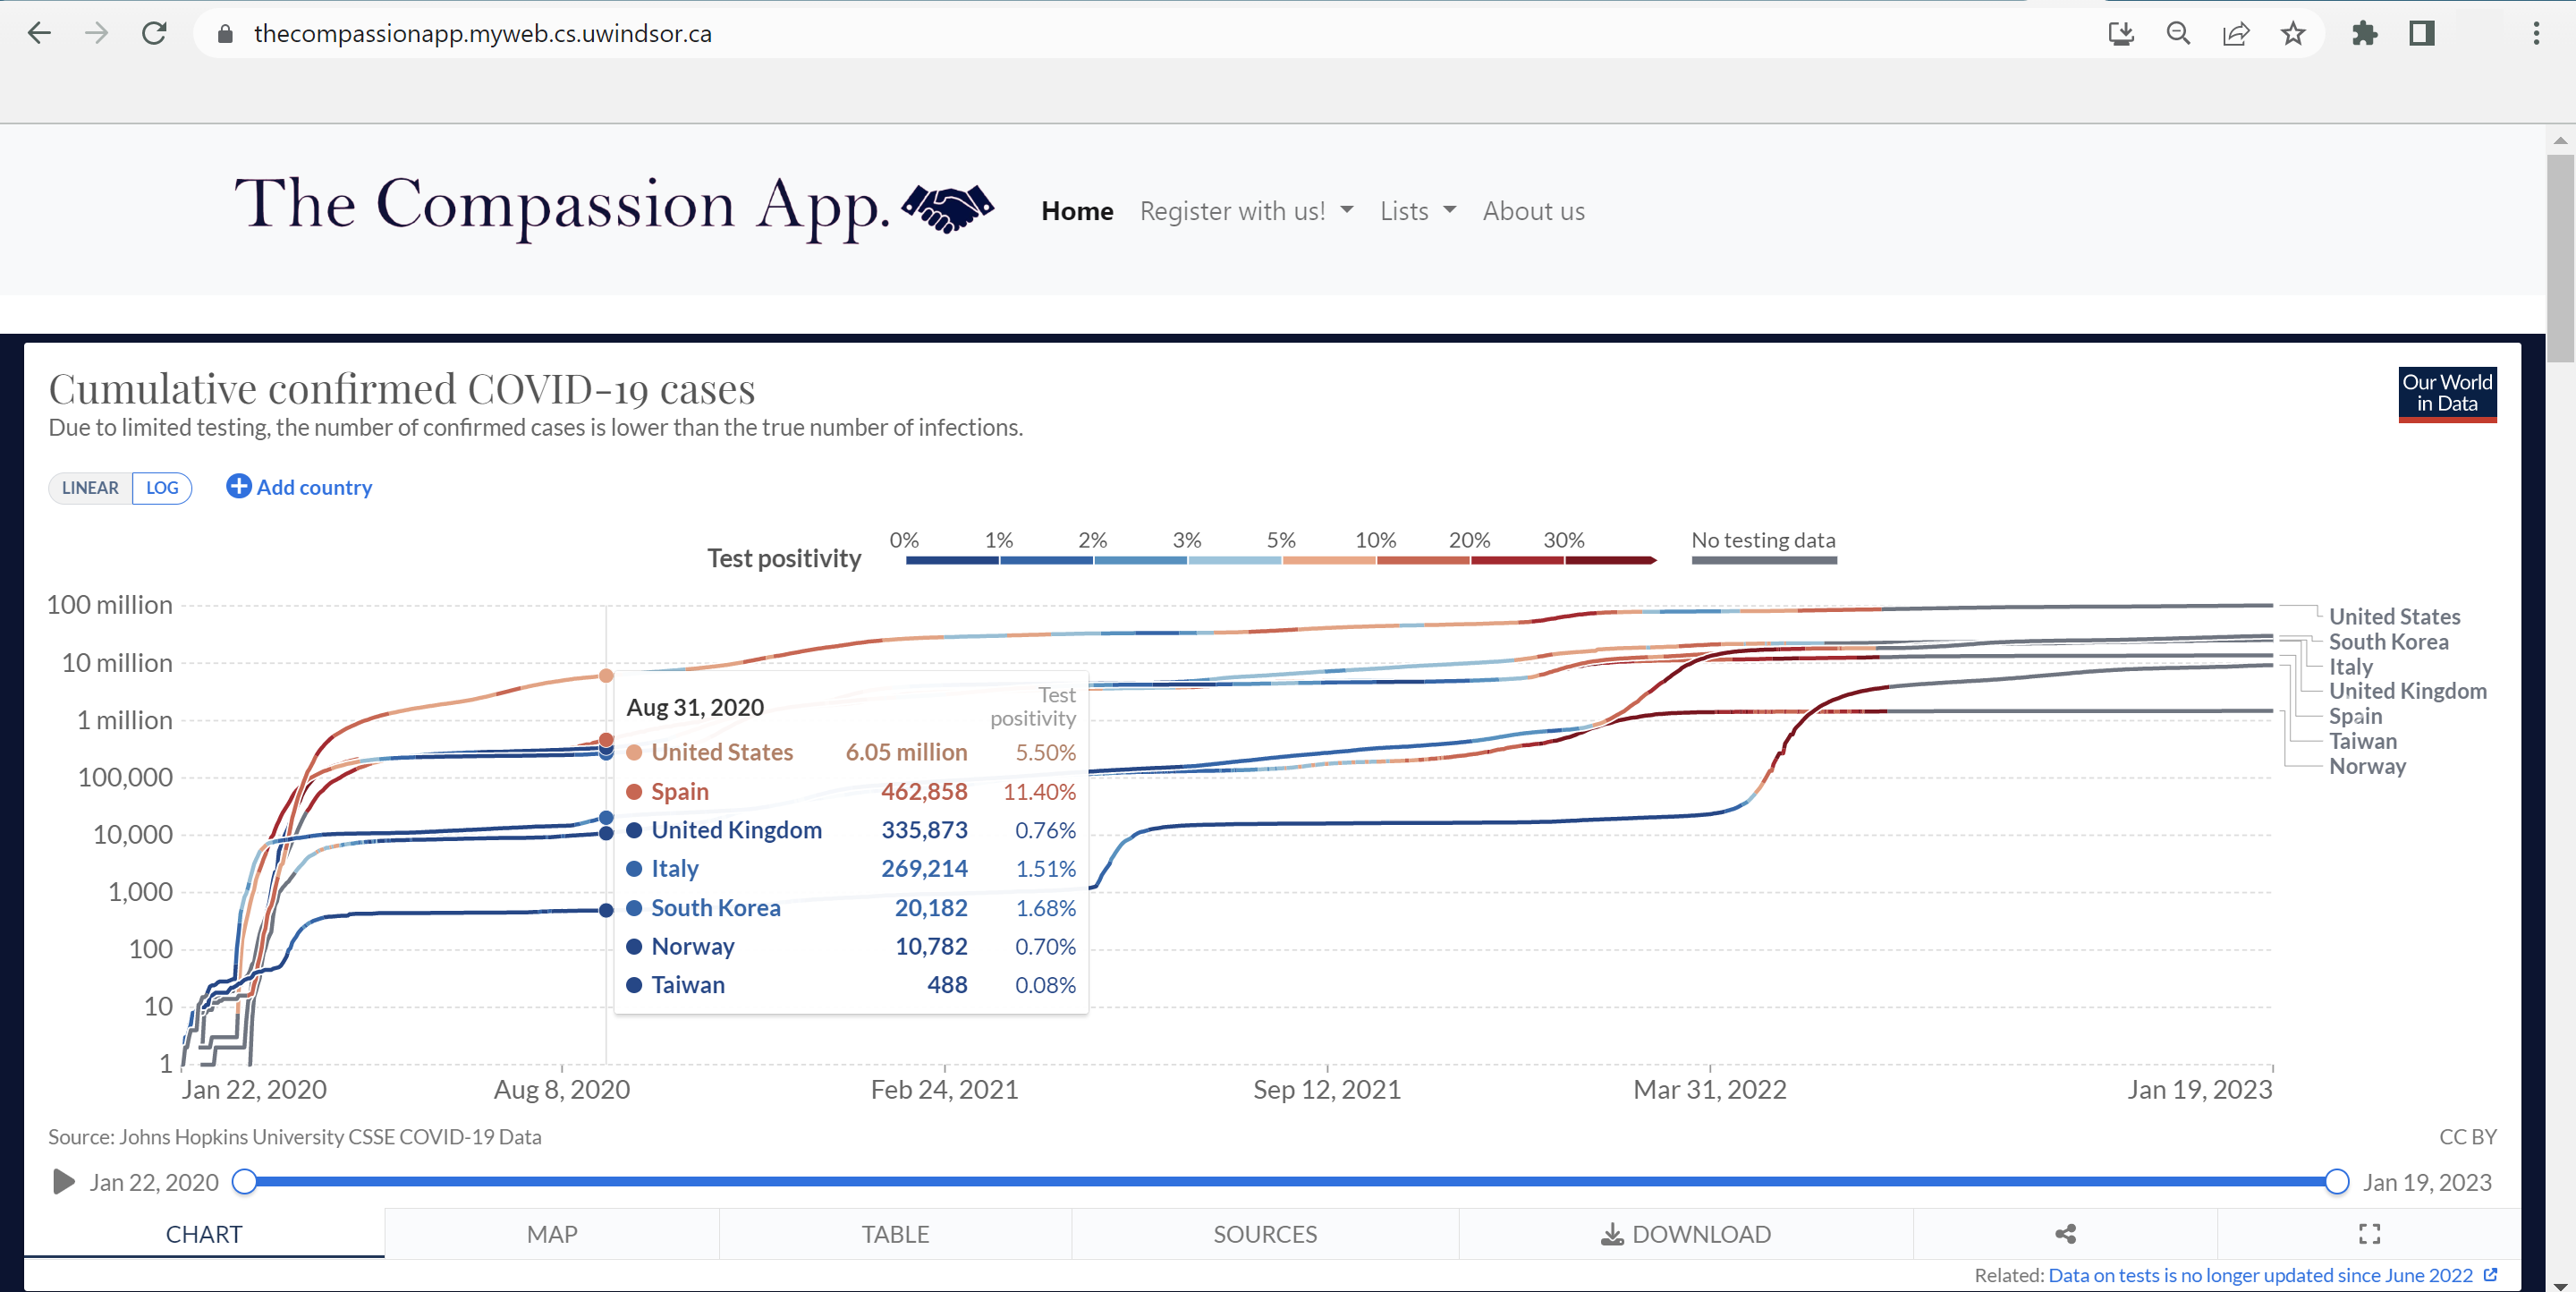 thecompassionapp.myweb.cs.uwindsor.ca
The Compassion App.
Home Register with us! Lists About us
Cumulative confirmed COVID-19 cases
Due to limited testing, the number of confirmed cases is lower than the true number of infections.
Our World
in Data
LINEAR LOG Add country
Test positivity
0% 1% 2% 3% 5% 10% 20% 30% No testing data
100 million
10 million
1 million
100,000
10,000
1,000
100
10
1
United States
South Korea
Italy
United Kingdom
Spain
Taiwan
Norway
Aug 31, 2020 Test
positivity
United States 6.05 million 5.50%
Spain 462,858 11.40%
United Kingdom 335,873 0.76%
Italy 269,214 1.51%
South Korea 20,182 1.68%
Norway 10,782 0.70%
Taiwan 488 0.08%
Jan 22, 2020 Aug 8, 2020 Feb 24, 2021 Sep 12, 2021 Mar 31, 2022 Jan 19, 2023
Source: Johns Hopkins University CSSE COVID-19 Data CC BY
Jan 22, 2020 Jan 19, 2023
CHART MAP TABLE SOURCES DOWNLOAD
Related: Data on tests is no longer updated since June 2022